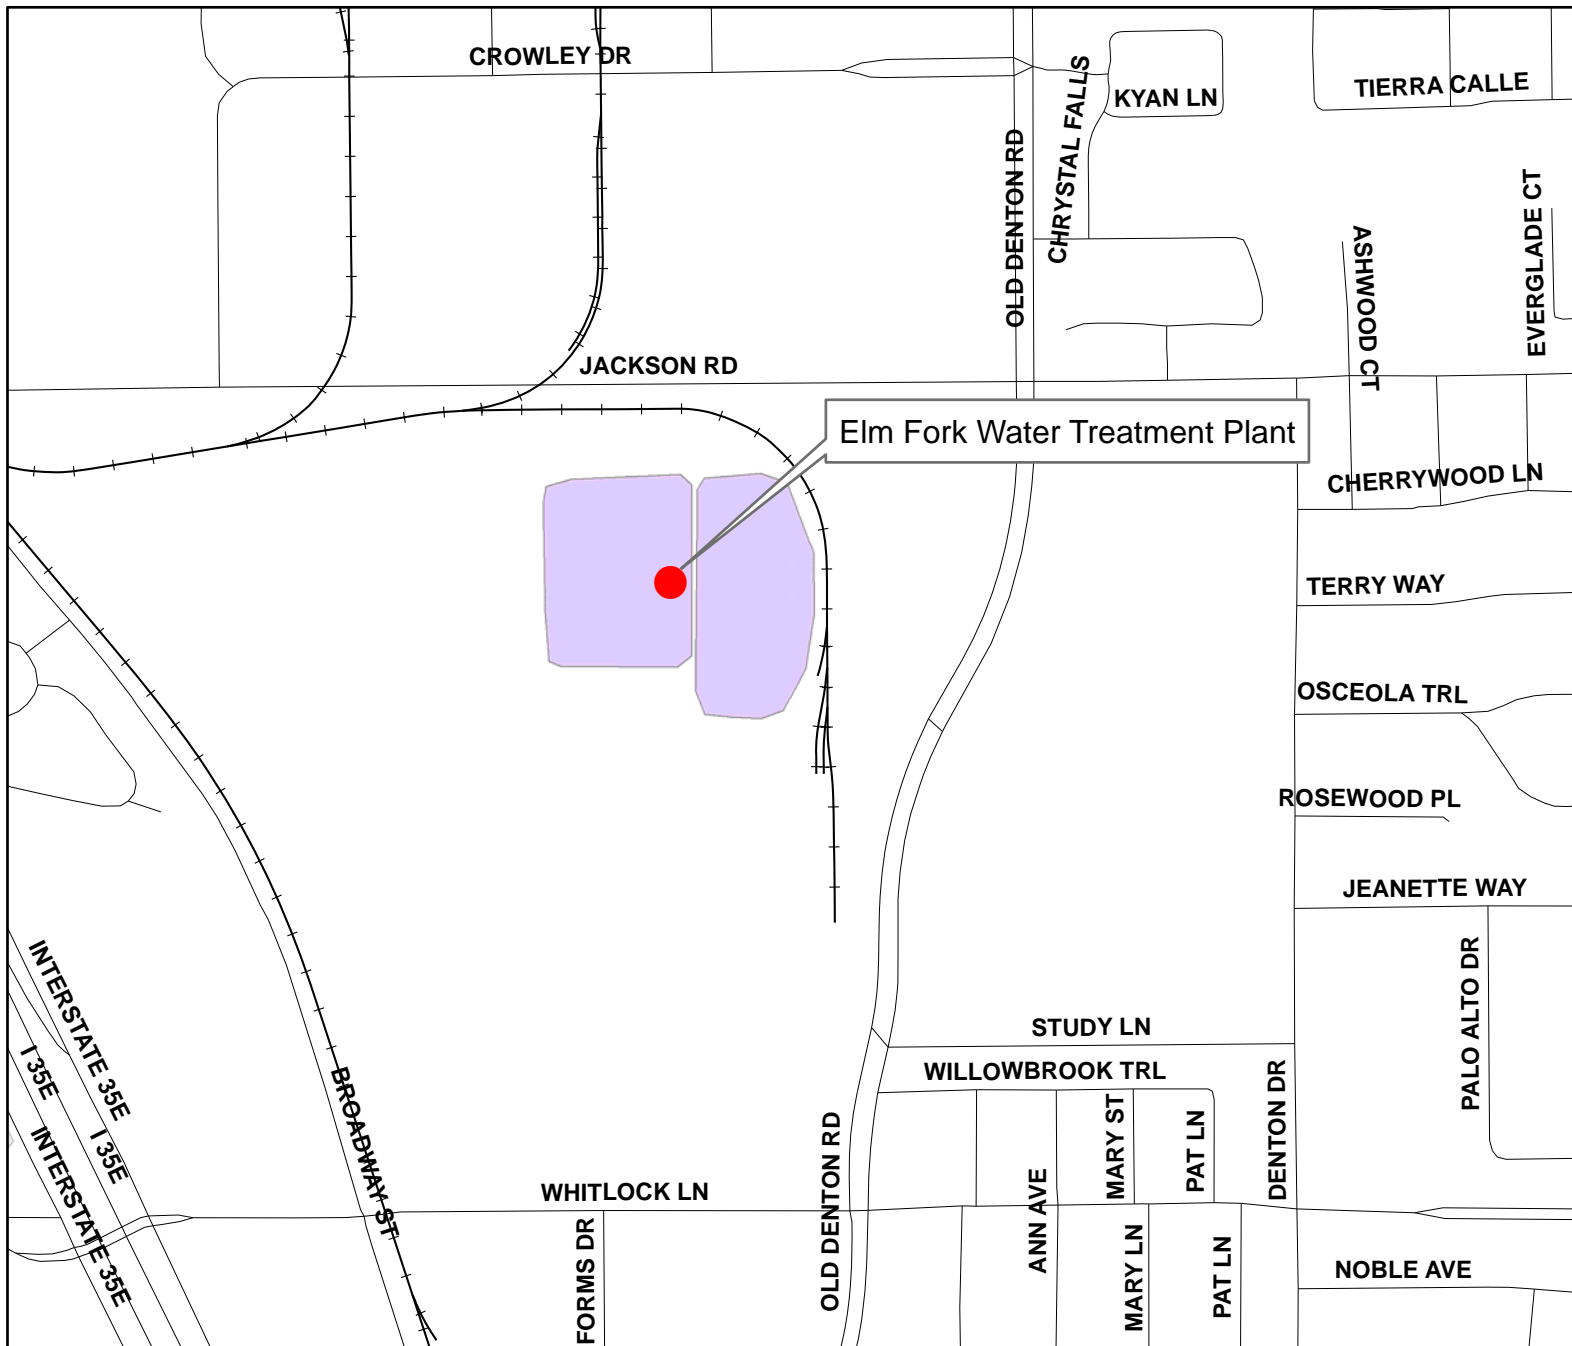 CROWLEY DR
CHRYSTAL FALLS
KYAN LN
TIERRA CALLE
OLD DENTON RD
EVERGLADE CT
ASHWOOD CT
JACKSON RD
Elm Fork Water Treatment Plant
CHERRYWOOD LN
TERRY WAY
OSCEOLA TRL
ROSEWOOD PL
JEANETTE WAY
PALO ALTO DR
INTERSTATE 35E
I 35E
I 35E
INTERSTATE 35E
BROADWAY ST
STUDY LN
WILLOWBROOK TRL
DENTON DR
MARY ST
PAT LN
OLD DENTON RD
WHITLOCK LN
ANN AVE
FORMS DR
MARY LN
PAT LN
NOBLE AVE